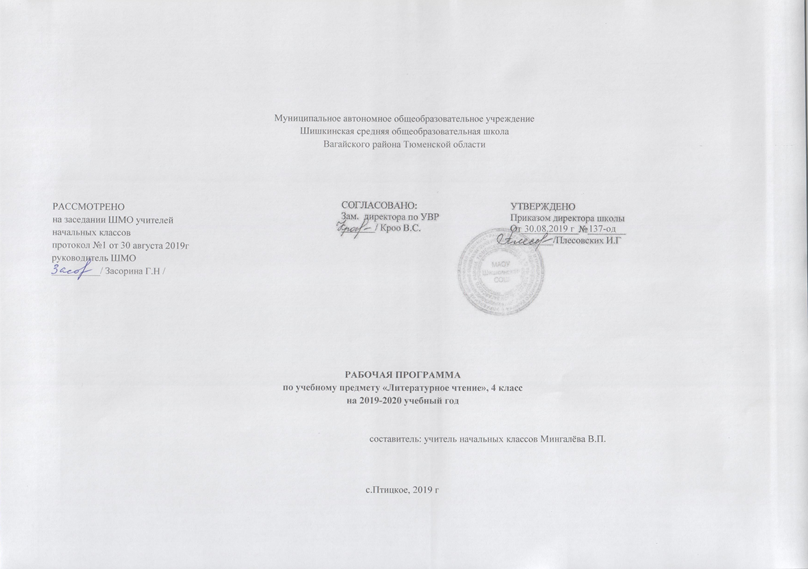 Муниципальное автономное общеобразовательное учреждение
Шишкинская средняя общеобразовательная школа
Вагайского района Тюменской области
РАССМОТРЕНО
на заседании ШМО учителей
начальных классов
протокол №1 от 30 августа 2019г
руководитель ШМО
Засор / Засорина Г.Н /
СОГЛАСОВАНО:
Зам. директора по УВР
/ Кроо В.С.
УТВЕРЖДЕНО
Приказом директора школы
От 30.08.2019 г №137-од
/Плесовских И.Г
РАБОЧАЯ ПРОГРАММА
по учебному предмету «Литературное чтение», 4 класс
на 2019-2020 учебный год
составитель: учитель начальных классов Мингалёва В.П.
с.Птицкое, 2019 г